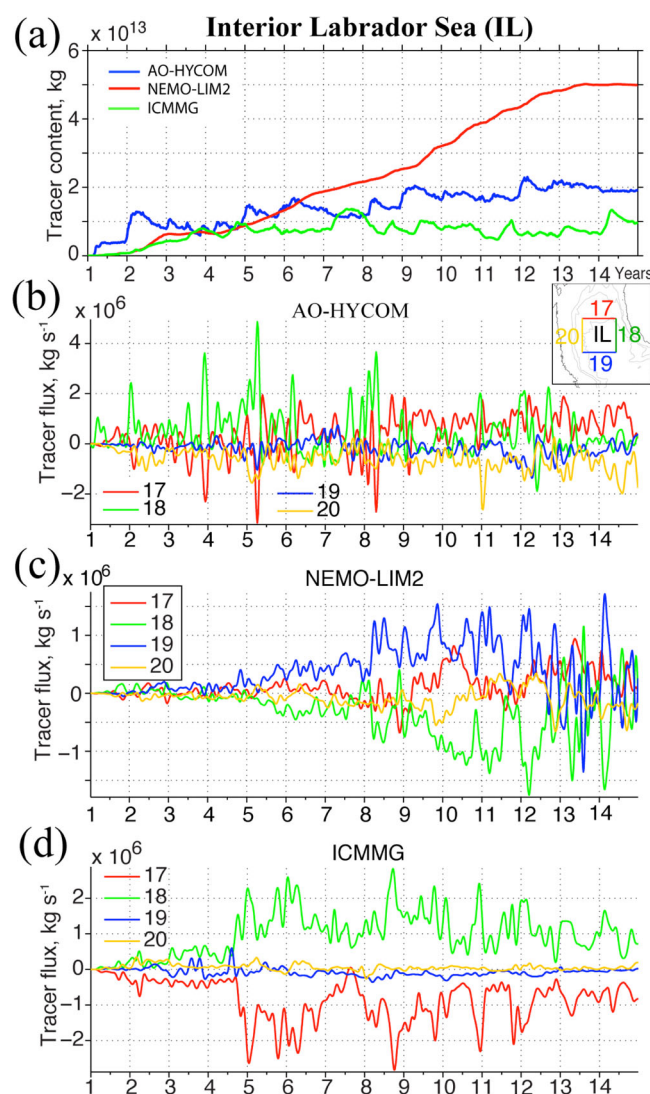 (a) Interior Labrador Sea (IL)
x 10^13
6
4
2
0
Tracer content, kg
AO-HYCOM
NEMO-LIM2
ICMMG
1 2 3 4 5 6 7 8 9 10 11 12 13 14 Years
(b)
x 10^6
AO-HYCOM
17
20 IL 18
19
4
2
0
−2
Tracer flux, kg s⁻¹
17 19
18 20
1 2 3 4 5 6 7 8 9 10 11 12 13 14
(c)
x 10^6
NEMO-LIM2
1
0
−1
Tracer flux, kg s⁻¹
17
18
19
20
1 2 3 4 5 6 7 8 9 10 11 12 13 14
(d)
x 10^6
ICMMG
2
1
0
-1
−2
Tracer flux, kg s⁻¹
17
18
19
20
1 2 3 4 5 6 7 8 9 10 11 12 13 14